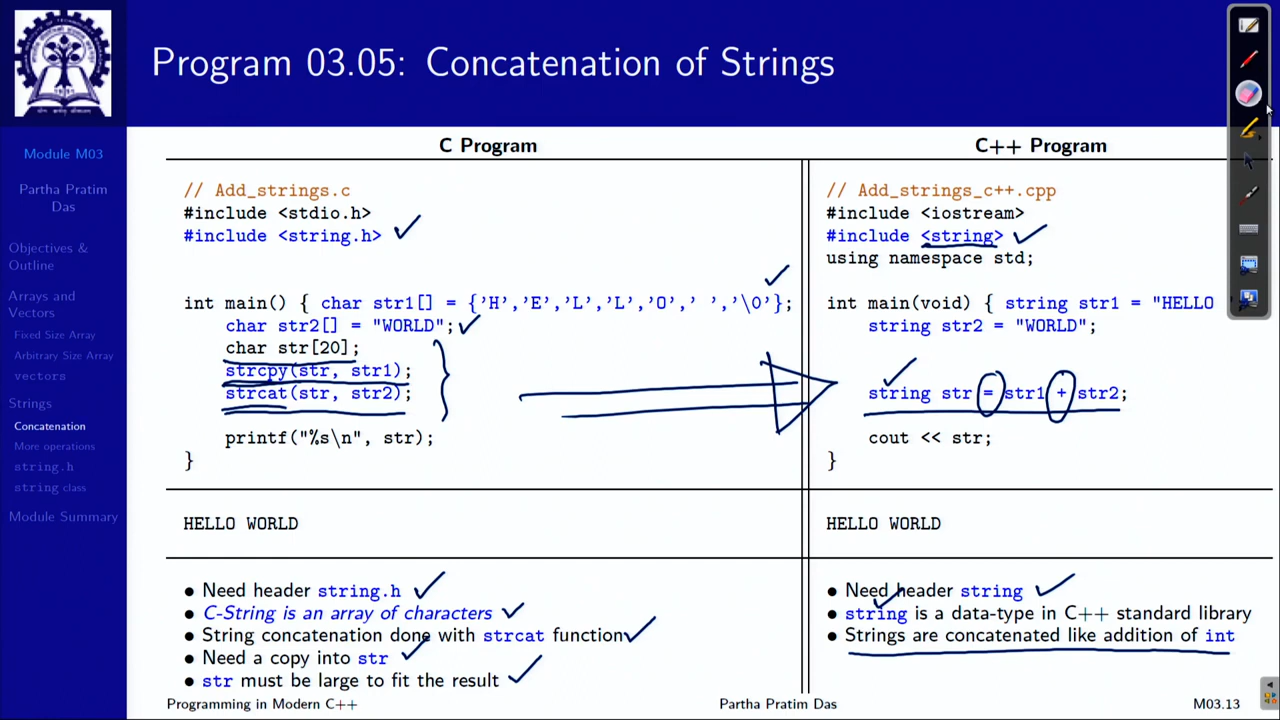 Program 03.05: Concatenation of Strings
Module M03
Partha Pratim
Das
Objectives &
Outline
Arrays and
Vectors
Fixed Size Array
Arbitrary Size Array
vectors
Strings
Concatenation
More operations
string.h
string class
Module Summary
C Program
// Add_strings.c
#include <stdio.h>
#include <string.h>
int main() { char str1[] = {'H','E','L','L','O',' ','\0'};
char str2[] = "WORLD";
char str[20];
strcpy(str, str1);
strcat(str, str2);
printf("%s\n", str);
}
HELLO WORLD
• Need header string.h
• C-String is an array of characters
• String concatenation done with strcat function
• Need a copy into str
• str must be large to fit the result
C++ Program
// Add_strings_c++.cpp
#include <iostream>
#include <string>
using namespace std;
int main(void) { string str1 = "HELLO
string str2 = "WORLD";
string str = str1 + str2;
cout << str;
}
HELLO WORLD
• Need header string
• string is a data-type in C++ standard library
• Strings are concatenated like addition of int
Programming in Modern C++
Partha Pratim Das
M03.13